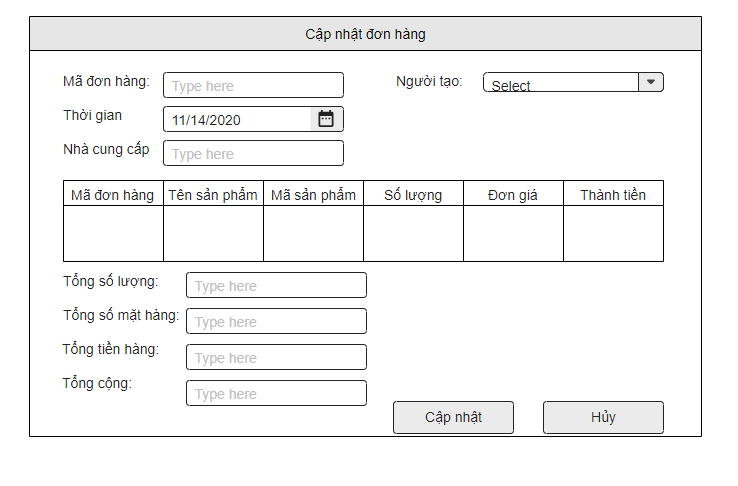 Cập nhật đơn hàng
Mã đơn hàng: Type here Người tạo: Select
Thời gian 11/14/2020
Nhà cung cấp Type here
Mã đơn hàng Tên sản phẩm Mã sản phẩm Số lượng Đơn giá Thành tiền
Tổng số lượng: Type here
Tổng số mặt hàng: Type here
Tổng tiền hàng: Type here
Tổng cộng: Type here
Cập nhật Hủy